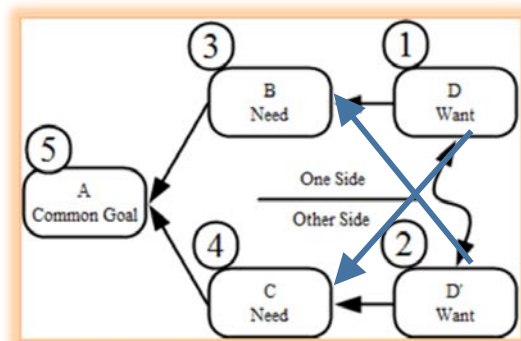 3
1
B
Need
D
Want
5
A
Common Goal
One Side
Other Side
4
2
C
Need
D'
Want